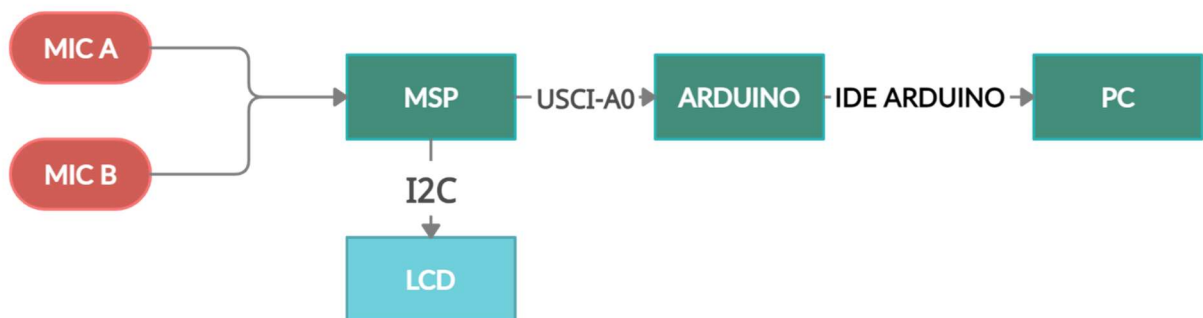 MIC A
MIC B
MSP
USCI-A0
ARDUINO
IDE ARDUINO
PC
I2C
LCD